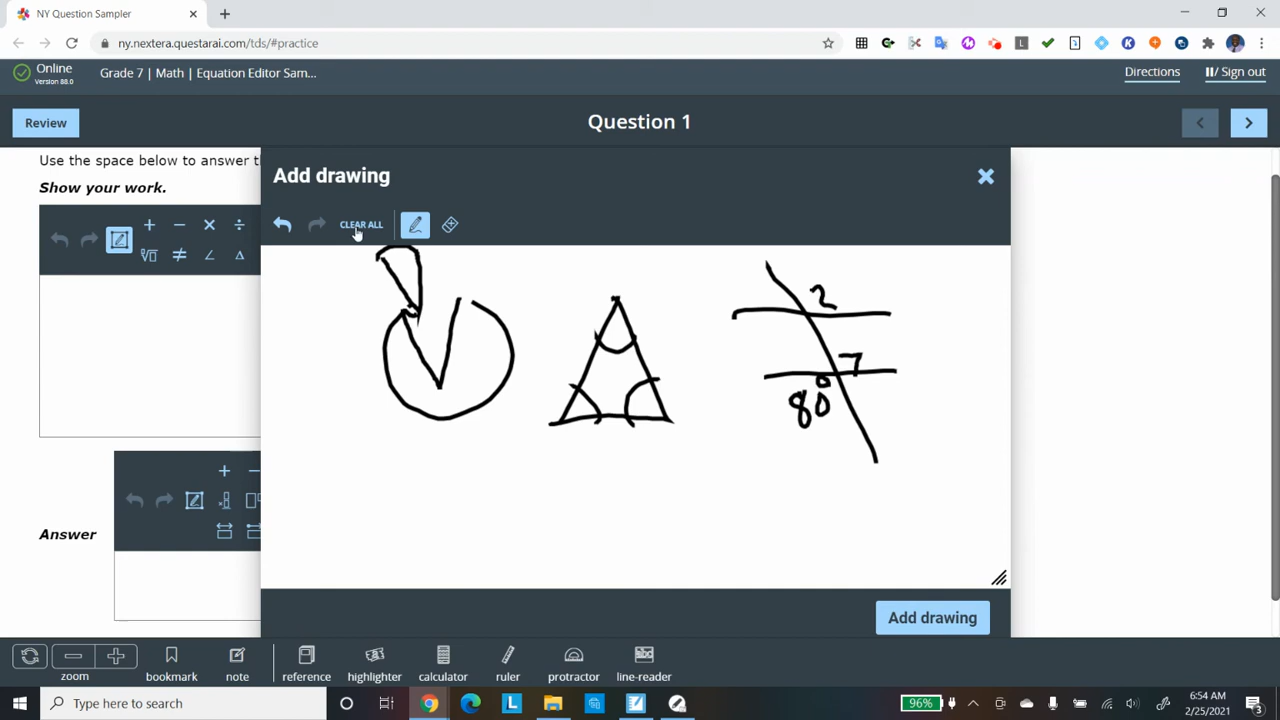 NY Question Sampler
ny.nextera.questarai.com/tds/#practice
Online
Version 88.0
Grade 7 | Math | Equation Editor Sam...
Directions
Sign out
Review
Question 1
Use the space below to answer th
Show your work.
Add drawing
CLEAR ALL
2
7
80°
Answer
Add drawing
zoom
bookmark
note
reference
highlighter
calculator
ruler
protractor
line-reader
Type here to search
96%
6:54 AM
2/25/2021
3